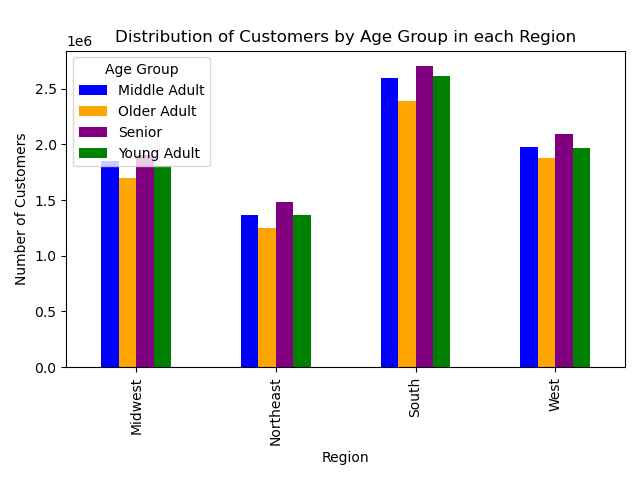 Distribution of Customers by Age Group in each Region
1e6
Age Group
Middle Adult
Older Adult
Senior
Young Adult
Number of Customers
2.5
2.0
1.5
1.0
0.5
0.0
Midwest
Northeast
South
West
Region